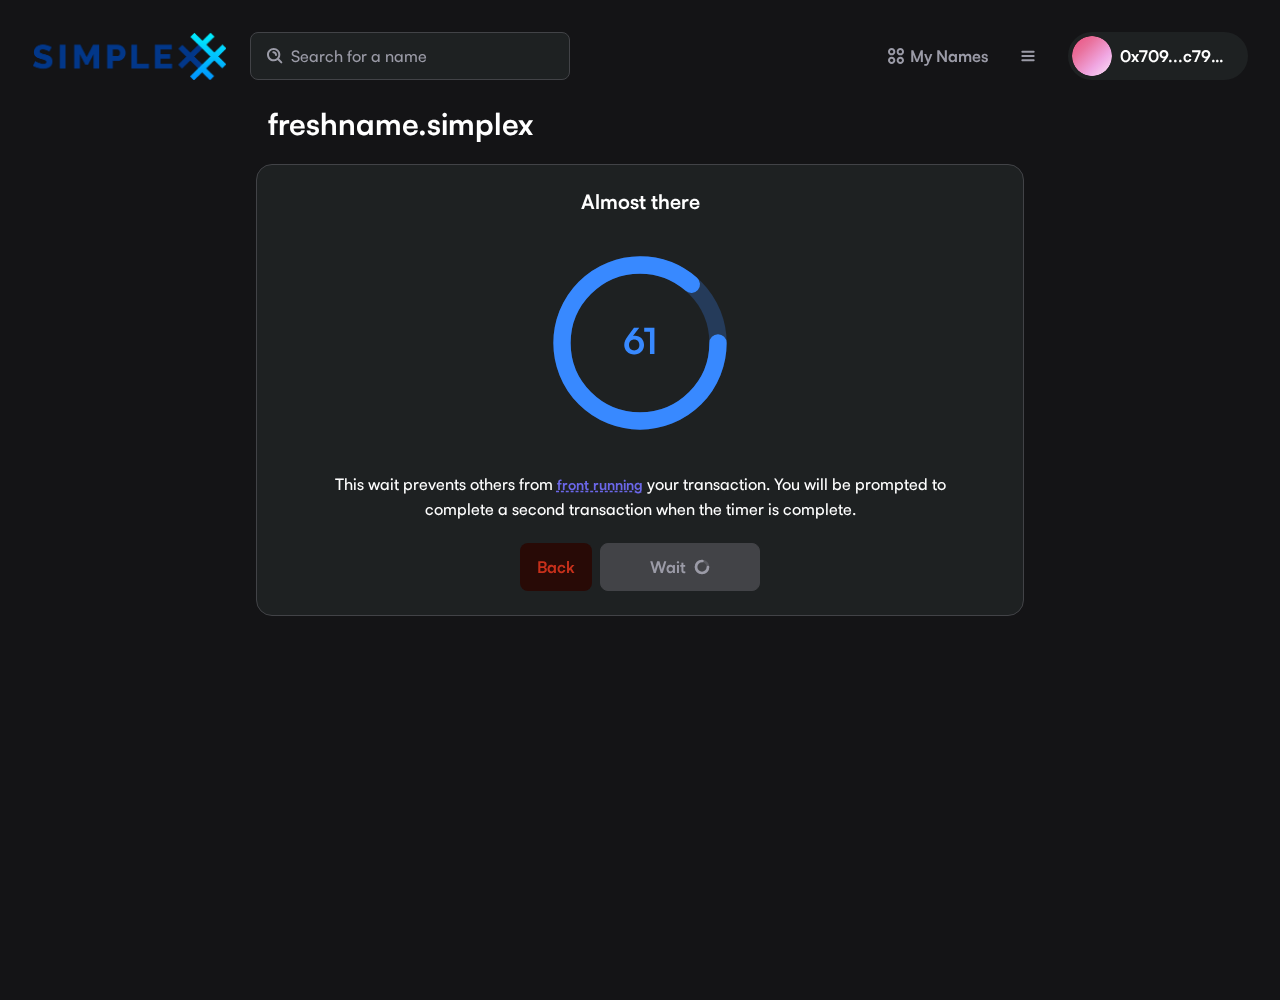 SIMPLEX
Search for a name
My Names
0x709...c79...
freshname.simplex
Almost there
61
This wait prevents others from front running your transaction. You will be prompted to
complete a second transaction when the timer is complete.
Back
Wait